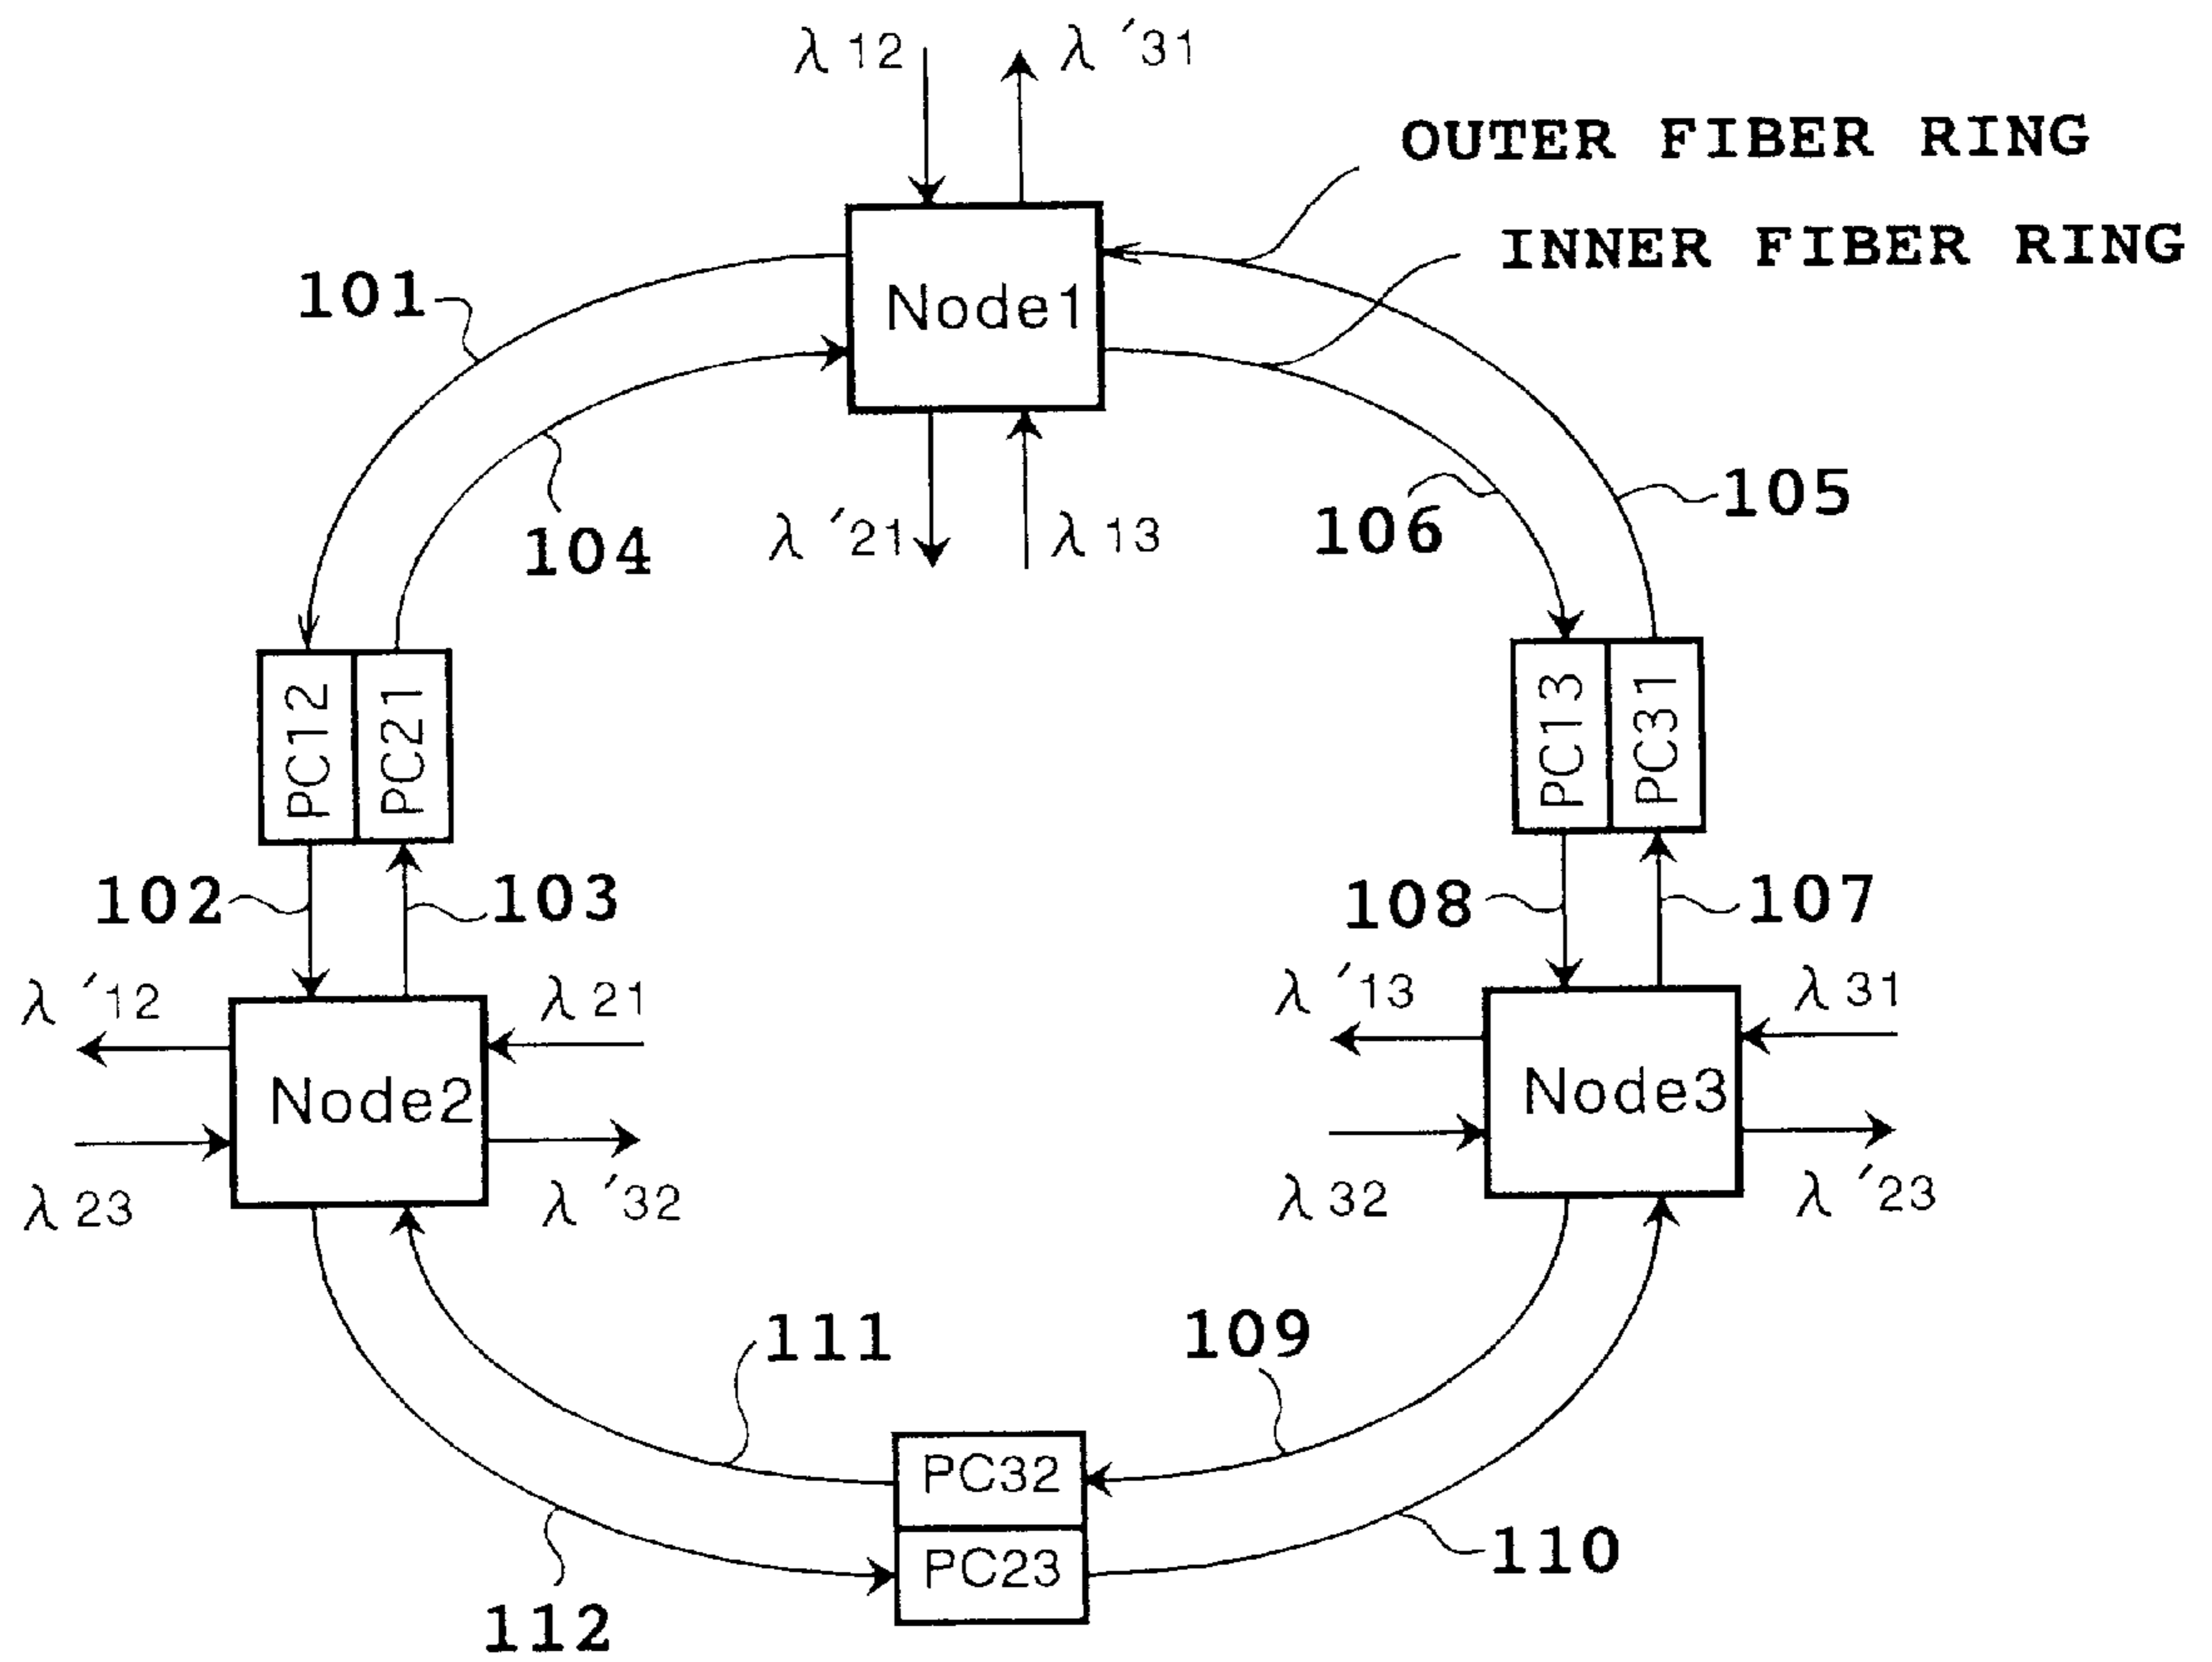 λ12
λ'31
OUTER FIBER RING
INNER FIBER RING
101
Node1
104
λ'21
λ13
106
105
PC12
PC21
PC13
PC31
102
103
108
107
λ'12
λ21
λ'13
λ31
Node2
Node3
λ23
λ'32
λ32
λ'23
111
109
PC32
PC23
110
112